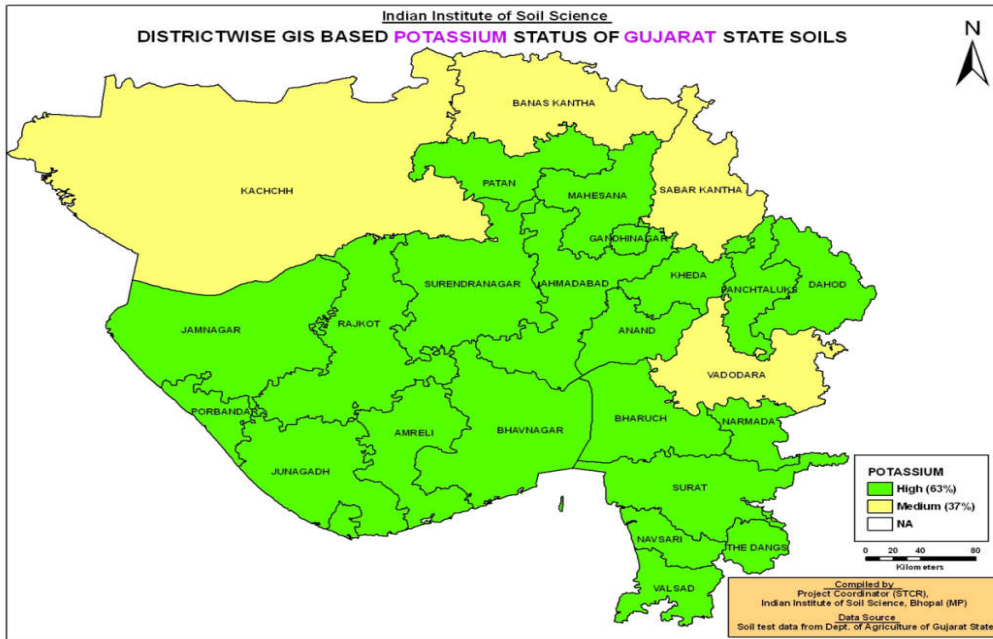 Indian Institute of Soil Science
DISTRICTWISE GIS BASED POTASSIUM STATUS OF GUJARAT STATE SOILS
N
BANAS KANTHA
KACHCHH
PATAN
MAHESANA
SABAR KANTHA
GANDHINAGAR
SURENDRANAGAR
AHMADABAD
KHEDA
PANCHTALUKS
DAHOD
JAMNAGAR
RAJKOT
ANAND
VADODARA
PORBANDAR
AMRELI
BHAVNAGAR
BHARUCH
NARMADA
JUNAGADH
SURAT
NAVSARI
THE DANGS
VALSAD
POTASSIUM
High (63%)
Medium (37%)
NA
0 20 40 80
Kilometers
Compiled by
Project Coordinator (STCR),
Indian Institute of Soil Science, Bhopal (MP)
Data Source
Soil test data from Dept. of Agriculture of Gujarat State